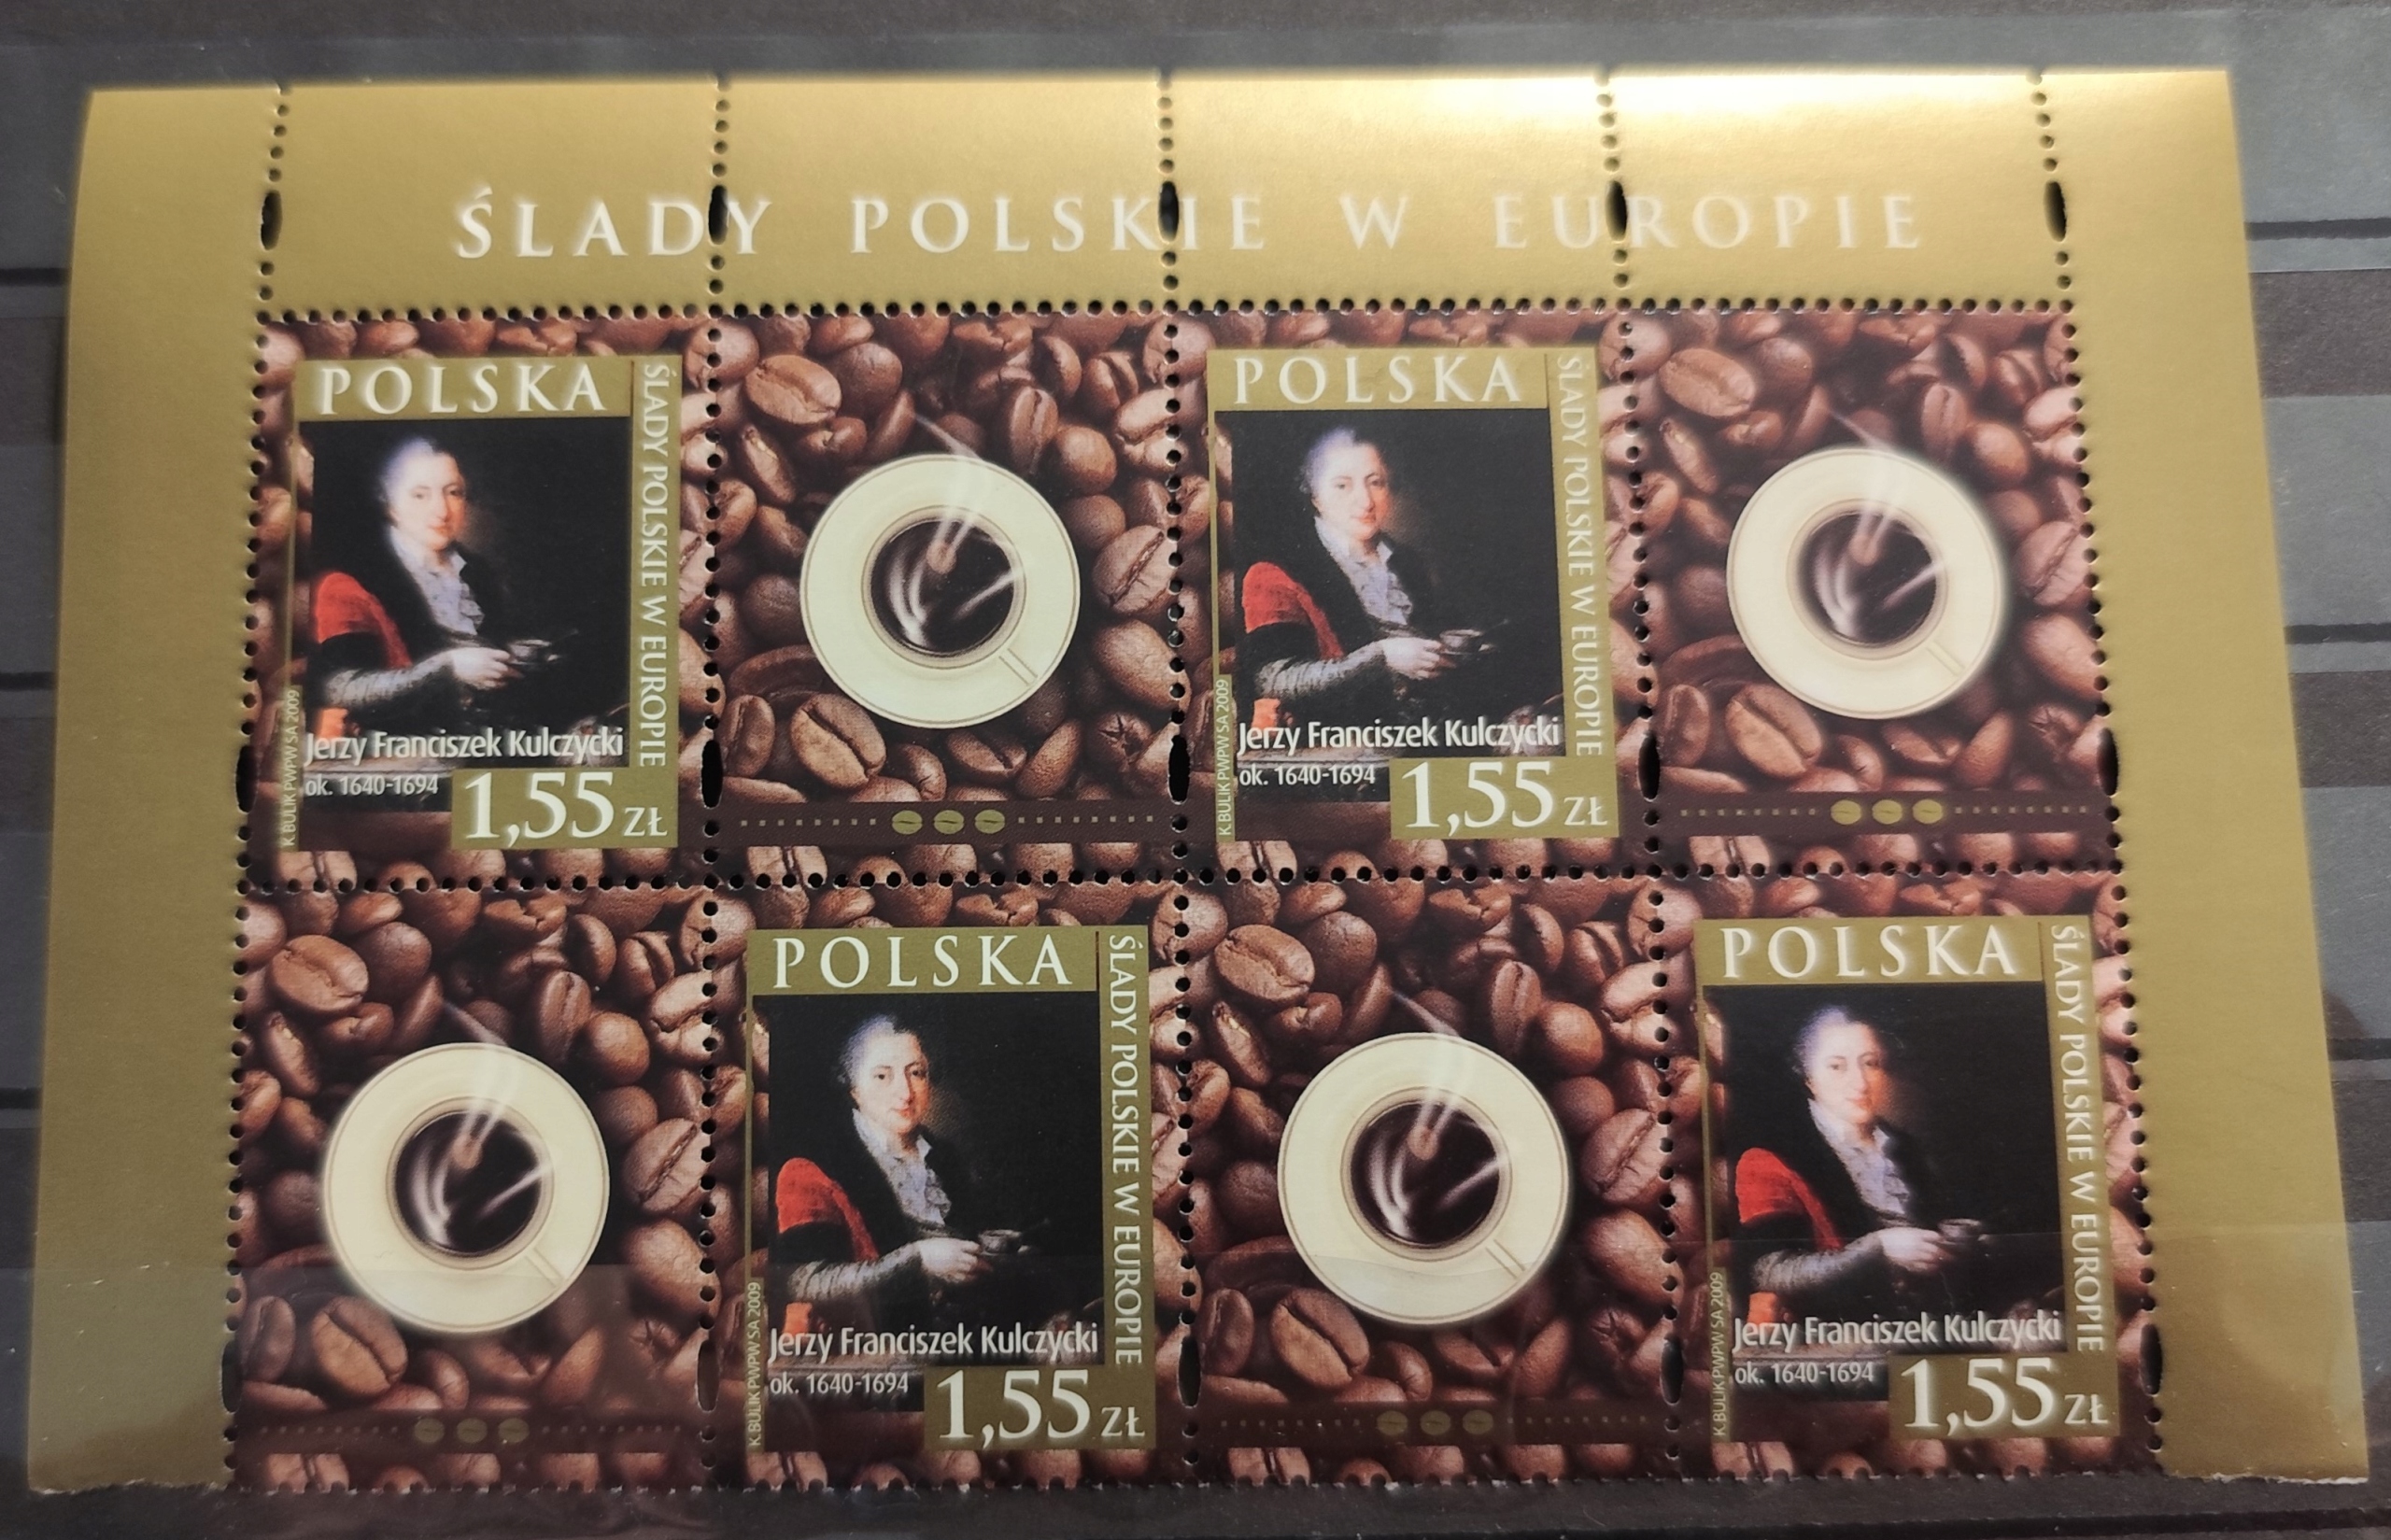 ŚLADY POLSKIE W EUROPIE
POLSKA
ŚLADY POLSKIE W EUROPIE
Jerzy Franciszek Kulczycki
ok. 1640-1694
1,55 ZŁ
K.BULIK PWPW SA 2009
POLSKA
ŚLADY POLSKIE W EUROPIE
Jerzy Franciszek Kulczycki
ok. 1640-1694
1,55 ZŁ
K.BULIK PWPW SA 2009
POLSKA
ŚLADY POLSKIE W EUROPIE
Jerzy Franciszek Kulczycki
ok. 1640-1694
1,55 ZŁ
K.BULIK PWPW SA 2009
POLSKA
ŚLADY POLSKIE W EUROPIE
Jerzy Franciszek Kulczycki
ok. 1640-1694
1,55 ZŁ
K.BULIK PWPW SA 2009